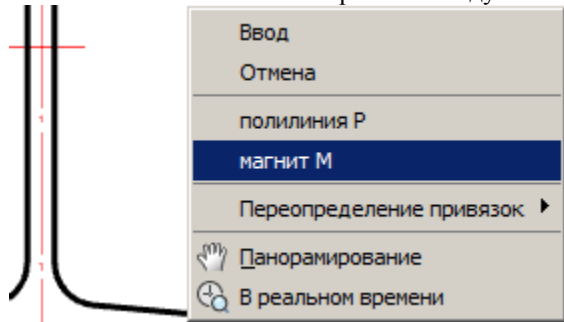 Ввод
Отмена
полилиния Р
магнит М
Переопределение привязок
Панорамирование
В реальном времени